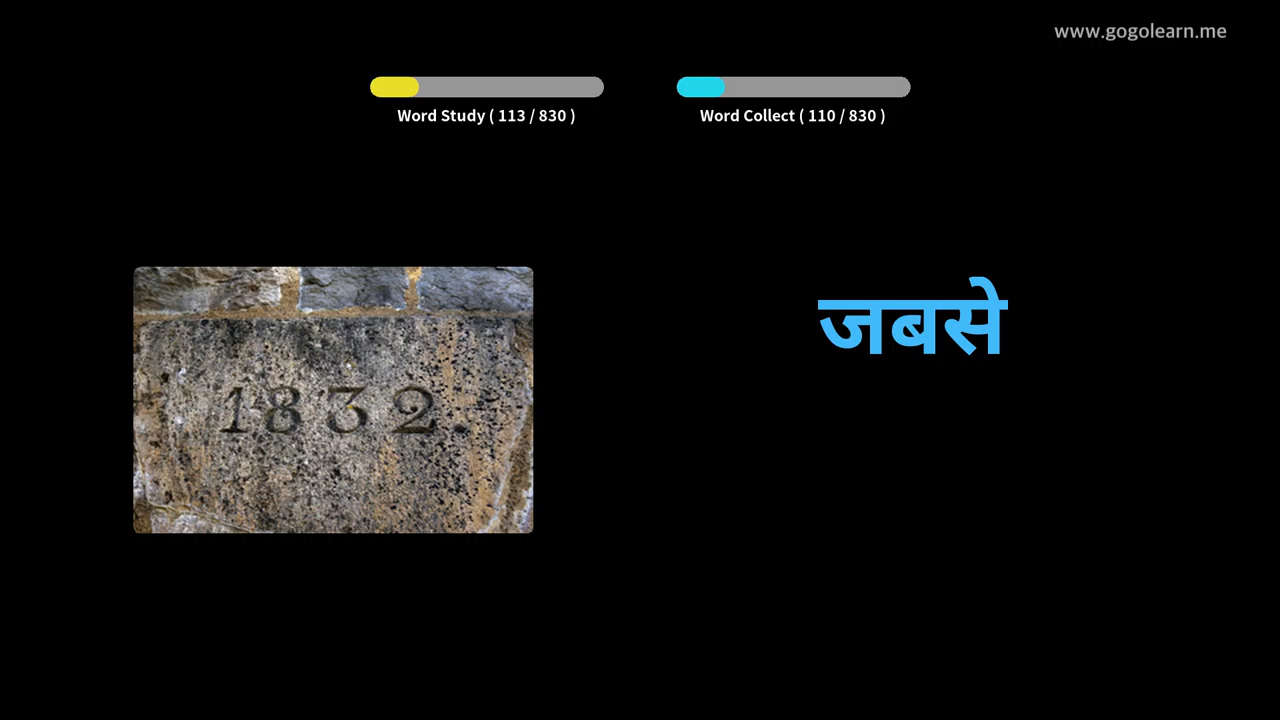 www.gogolearn.me
Word Study ( 113 / 830 )
Word Collect ( 110 / 830 )
जबसे
1832.